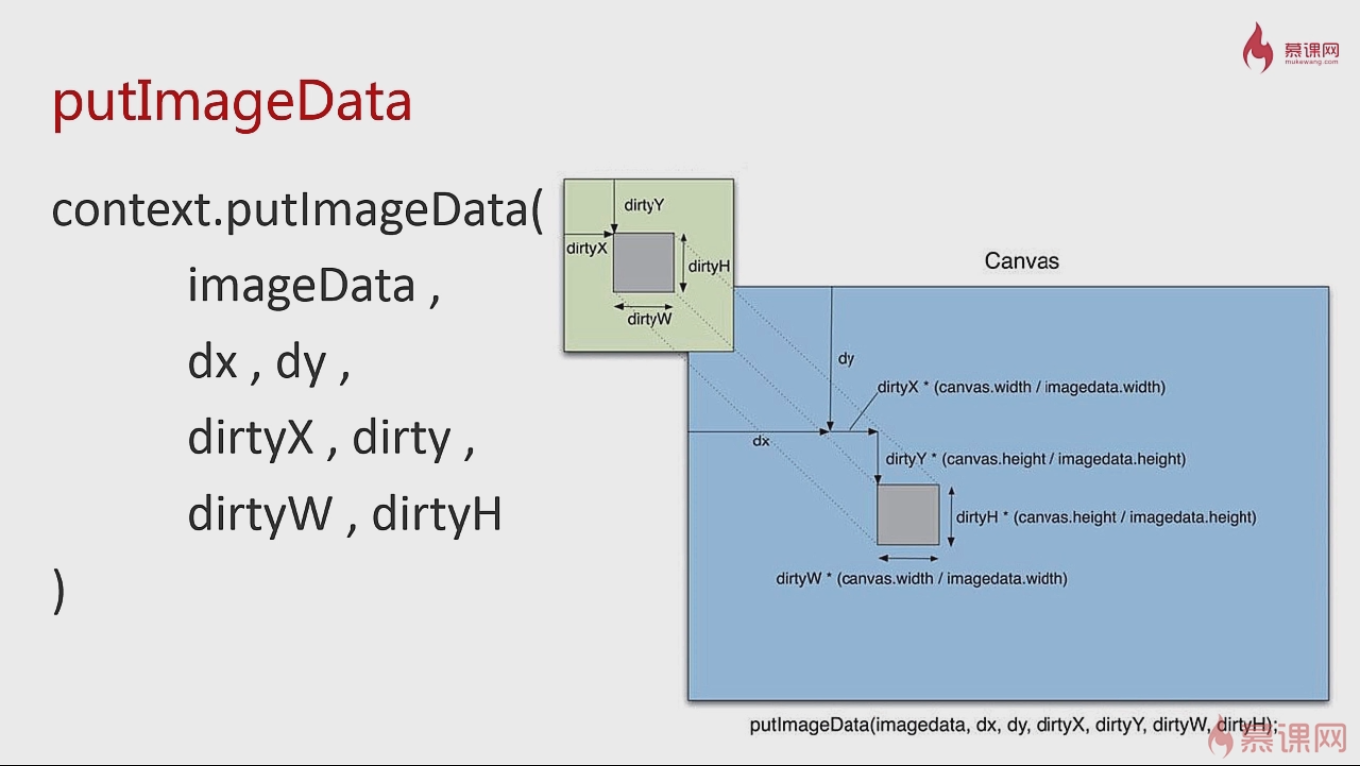 慕课网
mukewang.com
putImageData
context.putImageData(
imageData ,
dx , dy ,
dirtyX , dirty ,
dirtyW , dirtyH
)
dirtyY
dirtyX
dirtyH
dirtyW
Canvas
dy
dirtyX * (canvas.width / imagedata.width)
dx
dirtyY * (canvas.height / imagedata.height)
dirtyH * (canvas.height / imagedata.height)
dirtyW * (canvas.width / imagedata.width)
putImageData(imagedata, dx, dy, dirtyX, dirtyY, dirtyW, dirtyH);
慕课网